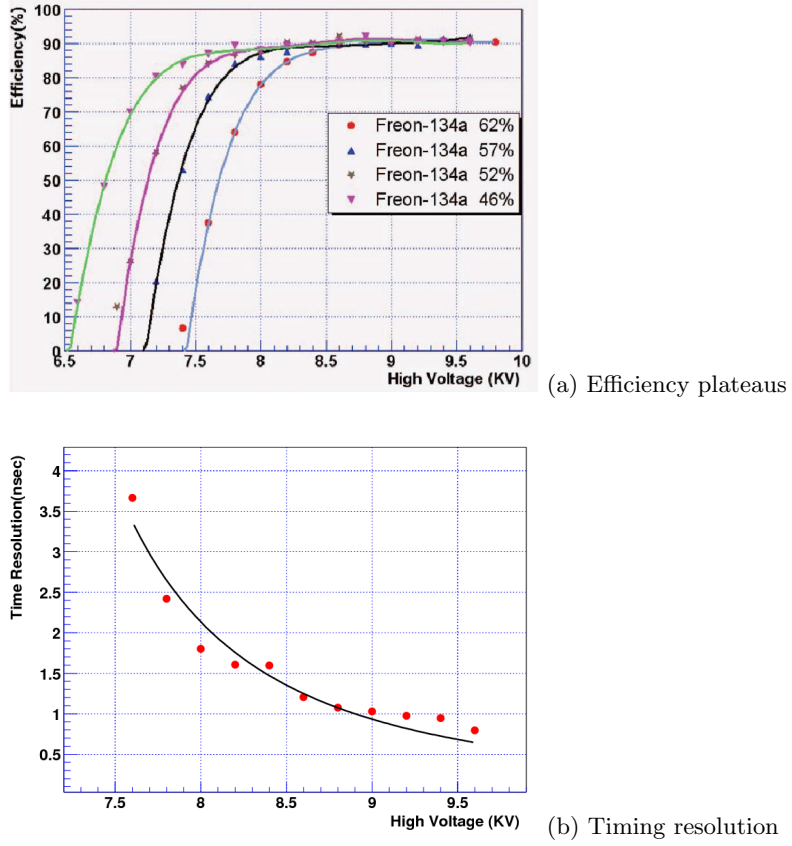 Efficiency(%)
100
90
80
70
60
50
40
30
20
10
0
Freon-134a 62%
Freon-134a 57%
Freon-134a 52%
Freon-134a 46%
6.5 7 7.5 8 8.5 9 9.5 10
High Voltage (KV)
(a) Efficiency plateaus
Time Resolution(nsec)
4
3.5
3
2.5
2
1.5
1
0.5
7.5 8 8.5 9 9.5
High Voltage (KV)
(b) Timing resolution